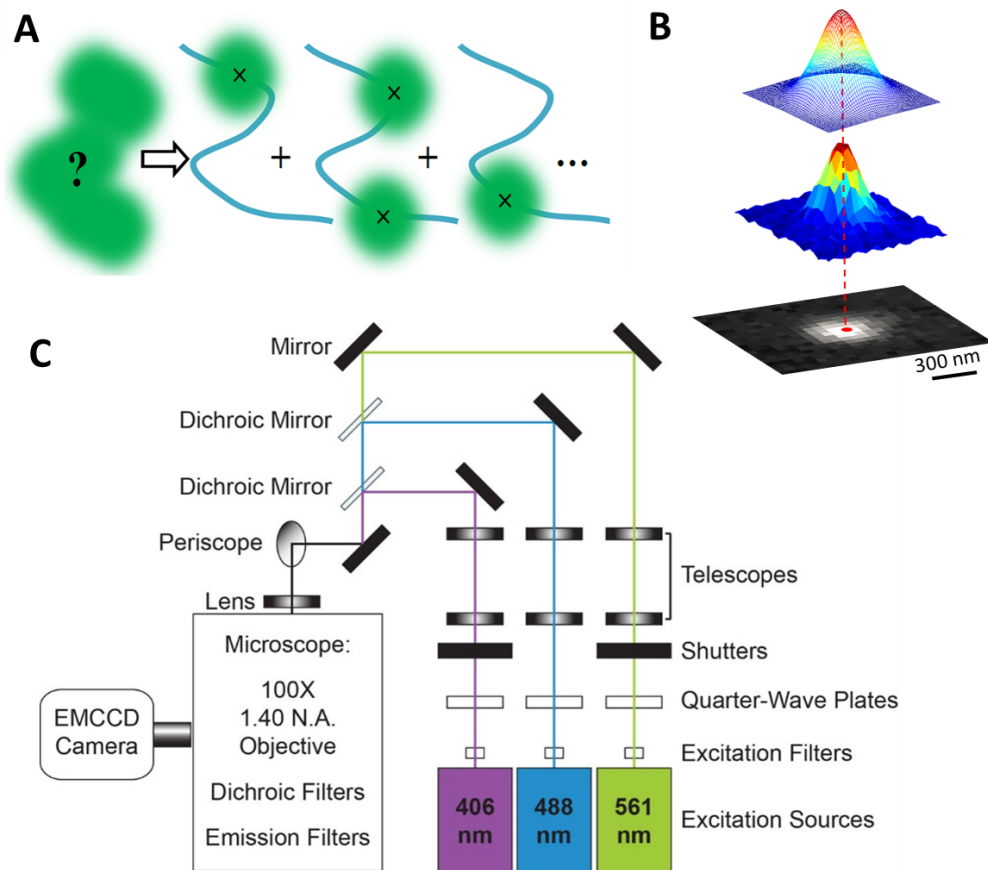 A
?
×
+
×
×
+
×
...
B
300 nm
C
Mirror
Dichroic Mirror
Dichroic Mirror
Periscope
Lens
Microscope:
100X
1.40 N.A.
Objective
Dichroic Filters
Emission Filters
EMCCD
Camera
Telescopes
Shutters
Quarter-Wave Plates
Excitation Filters
Excitation Sources
406
nm
488
nm
561
nm